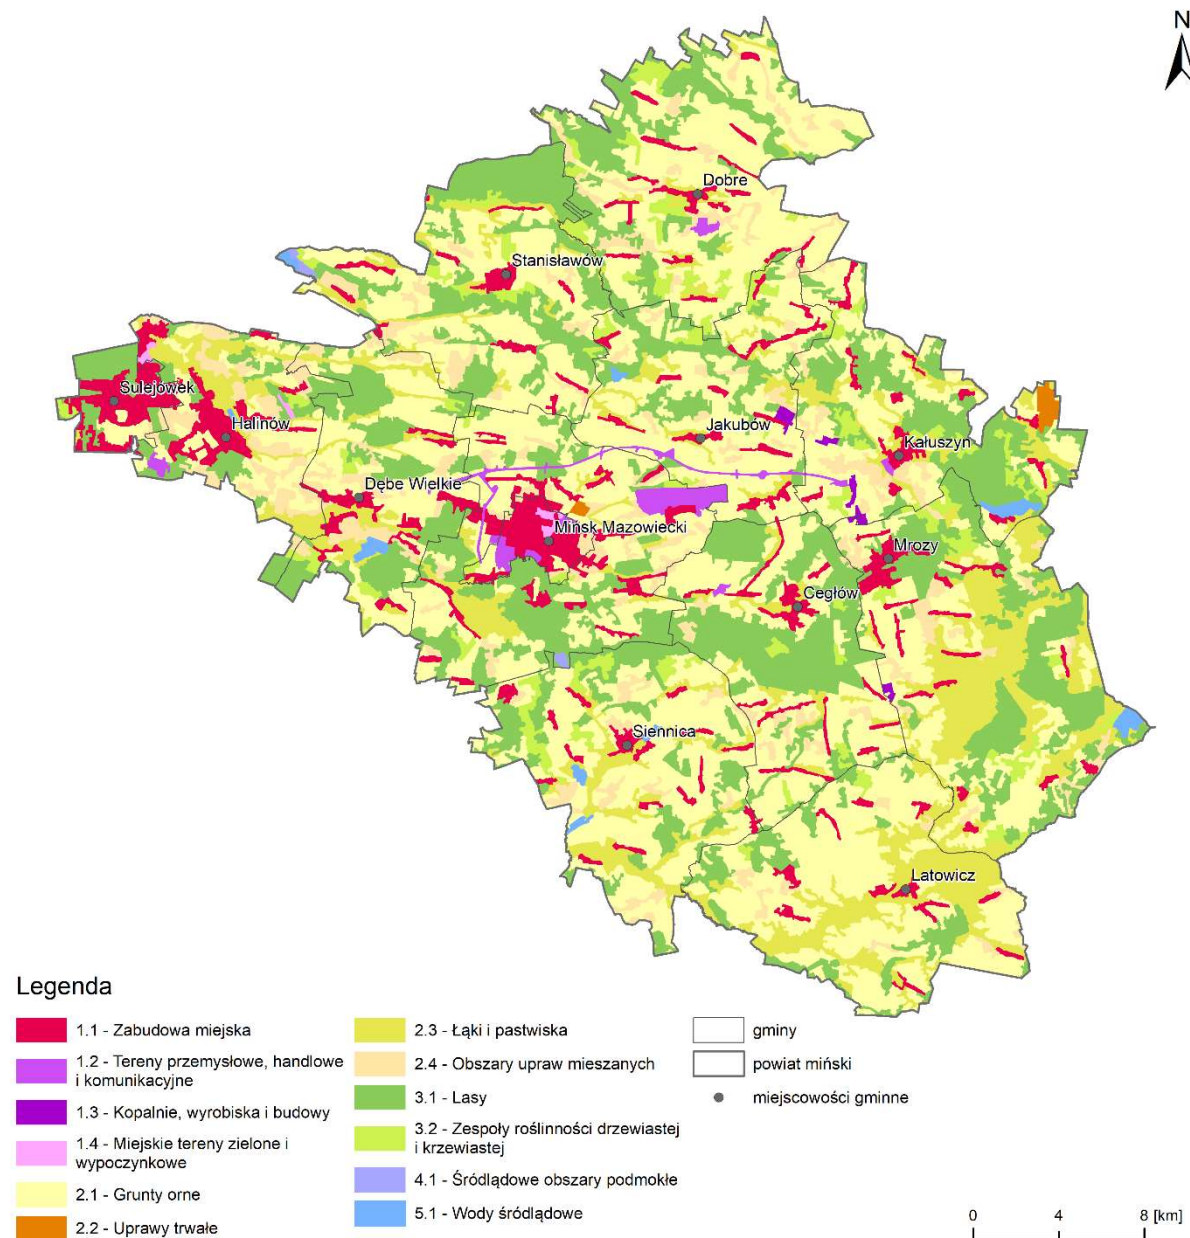 N
Dobre
Stanisławów
Sulejówek
Halinów
Jakubów
Kałuszyn
Dębe Wielkie
Mińsk Mazowiecki
Mrozy
Cegłów
Siennica
Latowicz
Legenda
1.1 - Zabudowa miejska
1.2 - Tereny przemysłowe, handlowe
i komunikacyjne
1.3 - Kopalnie, wyrobiska i budowy
1.4 - Miejskie tereny zielone i
wypoczynkowe
2.1 - Grunty orne
2.2 - Uprawy trwałe
2.3 - Łąki i pastwiska
2.4 - Obszary upraw mieszanych
3.1 - Lasy
3.2 - Zespoły roślinności drzewiastej
i krzewiastej
4.1 - Śródlądowe obszary podmokłe
5.1 - Wody śródlądowe
gminy
powiat miński
miejscowości gminne
0 4 8 [km]